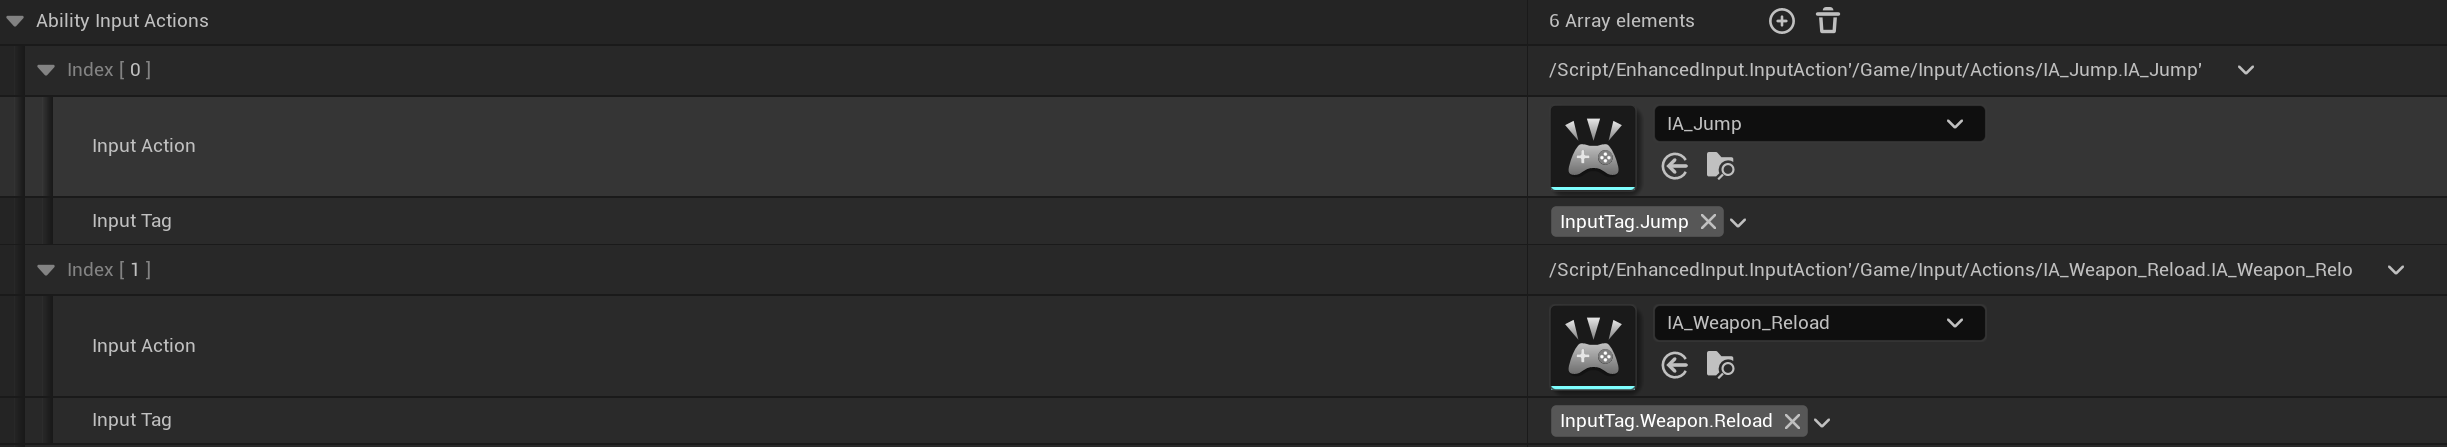 Ability Input Actions 6 Array elements
Index [ 0 ] /Script/EnhancedInput.InputAction'/Game/Input/Actions/IA_Jump.IA_Jump'
Input Action IA_Jump
Input Tag InputTag.Jump
Index [ 1 ] /Script/EnhancedInput.InputAction'/Game/Input/Actions/IA_Weapon_Reload.IA_Weapon_Relo
Input Action IA_Weapon_Reload
Input Tag InputTag.Weapon.Reload